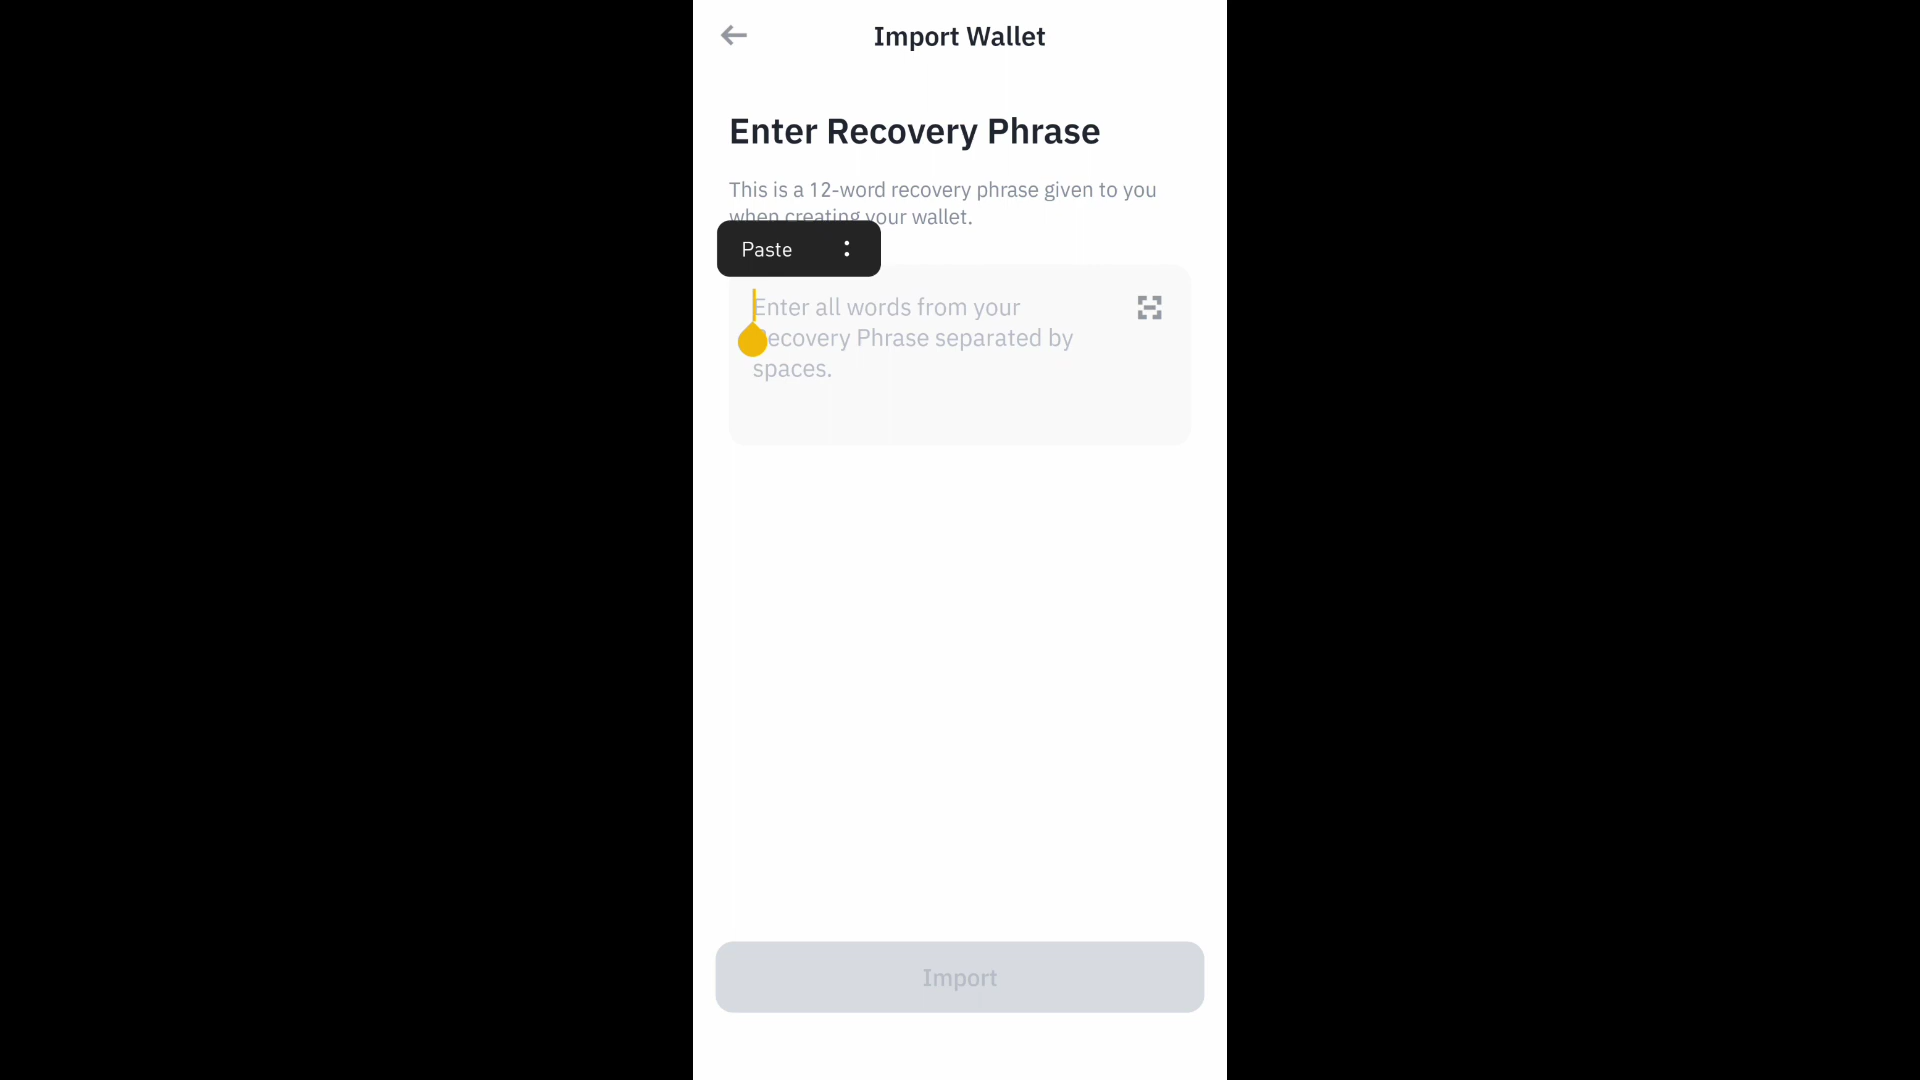 Import Wallet
Enter Recovery Phrase
This is a 12-word recovery phrase given to you
when creating your wallet.
Paste
Enter all words from your
Recovery Phrase separated by
spaces.
Import